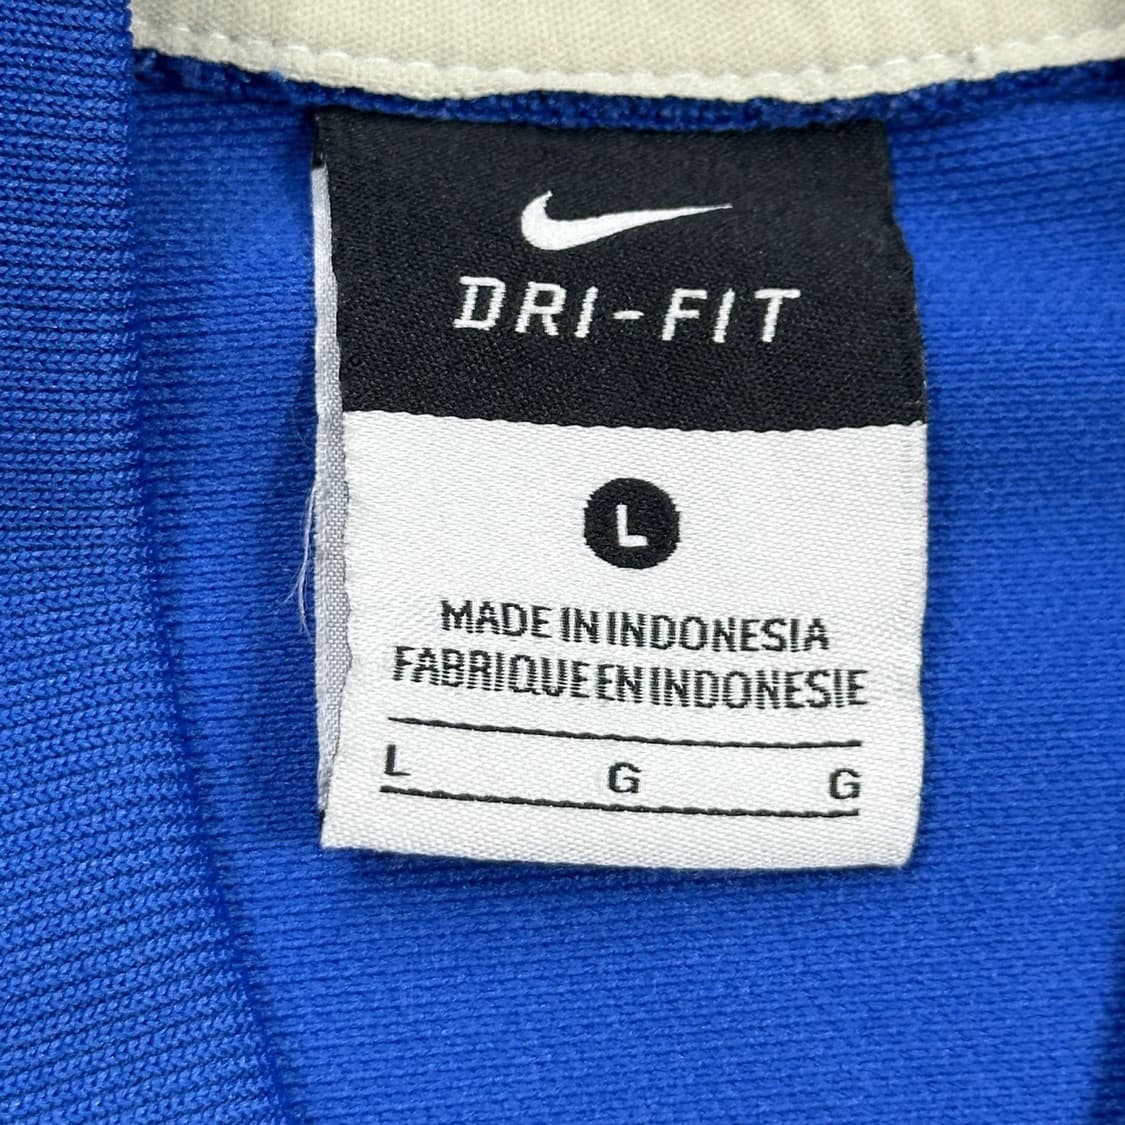 DRI-FIT
L
MADE IN INDONESIA
FABRIQUE EN INDONESIE
L G G